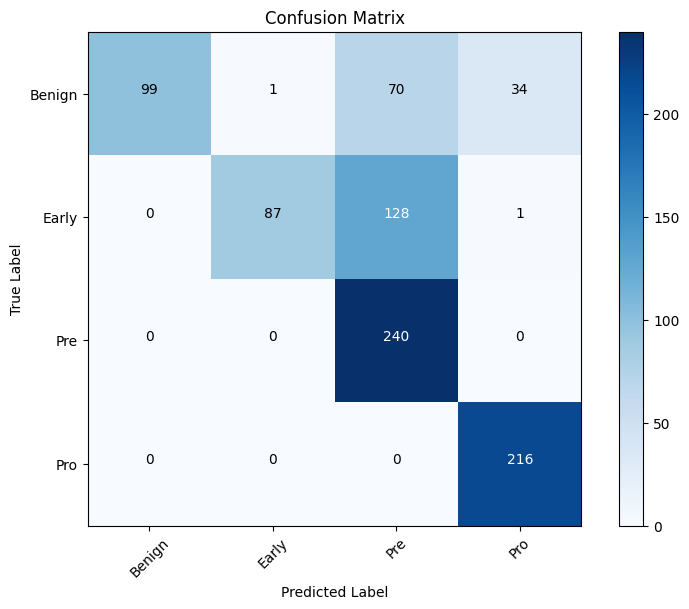 Confusion Matrix
Benign 99 1 70 34
Early 0 87 128 1
Pre 0 0 240 0
Pro 0 0 0 216
Benign Early Pre Pro
Predicted Label
True Label
200
150
100
50
0